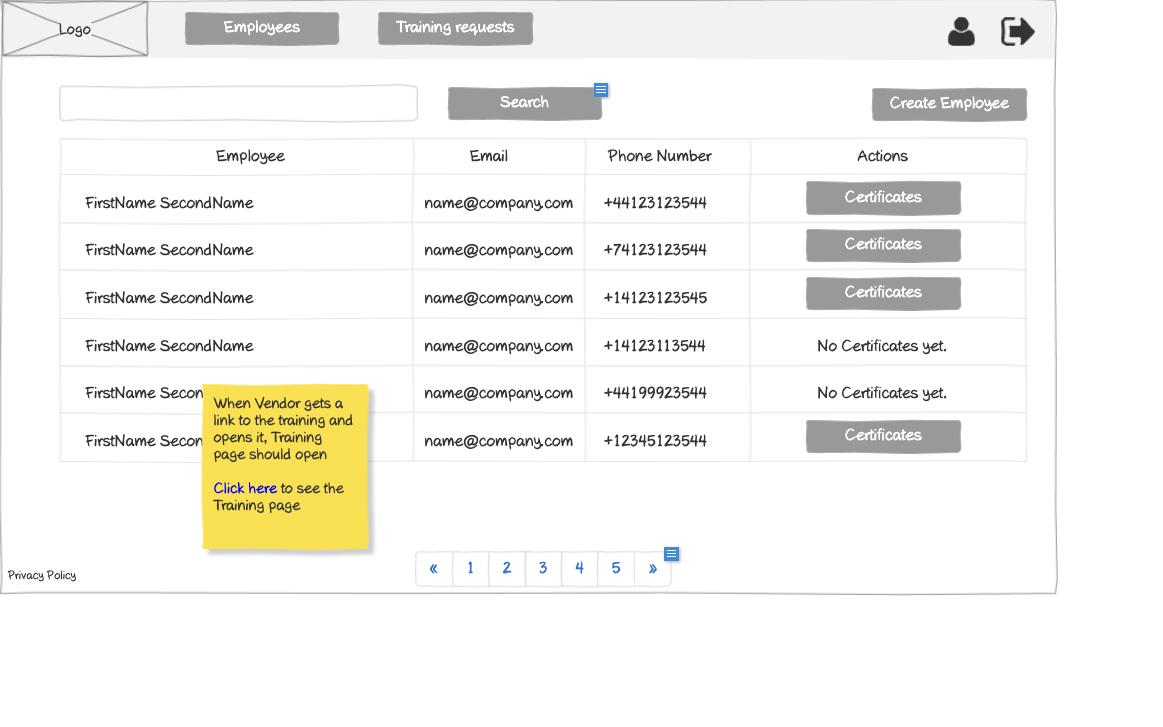 Logo Employees Training requests
Search Create Employee
Employee Email Phone Number Actions
FirstName SecondName name@company.com +44123123544 Certificates
FirstName SecondName name@company.com +74123123544 Certificates
FirstName SecondName name@company.com +14123123545 Certificates
FirstName SecondName name@company.com +14123113544 No Certificates yet.
FirstName Secon name@company.com +44199923544 No Certificates yet.
FirstName Secon name@company.com +12345123544 Certificates
When Vendor gets a
link to the training and
opens it, Training
page should open
Click here to see the
Training page
« 1 2 3 4 5 »
Privacy Policy